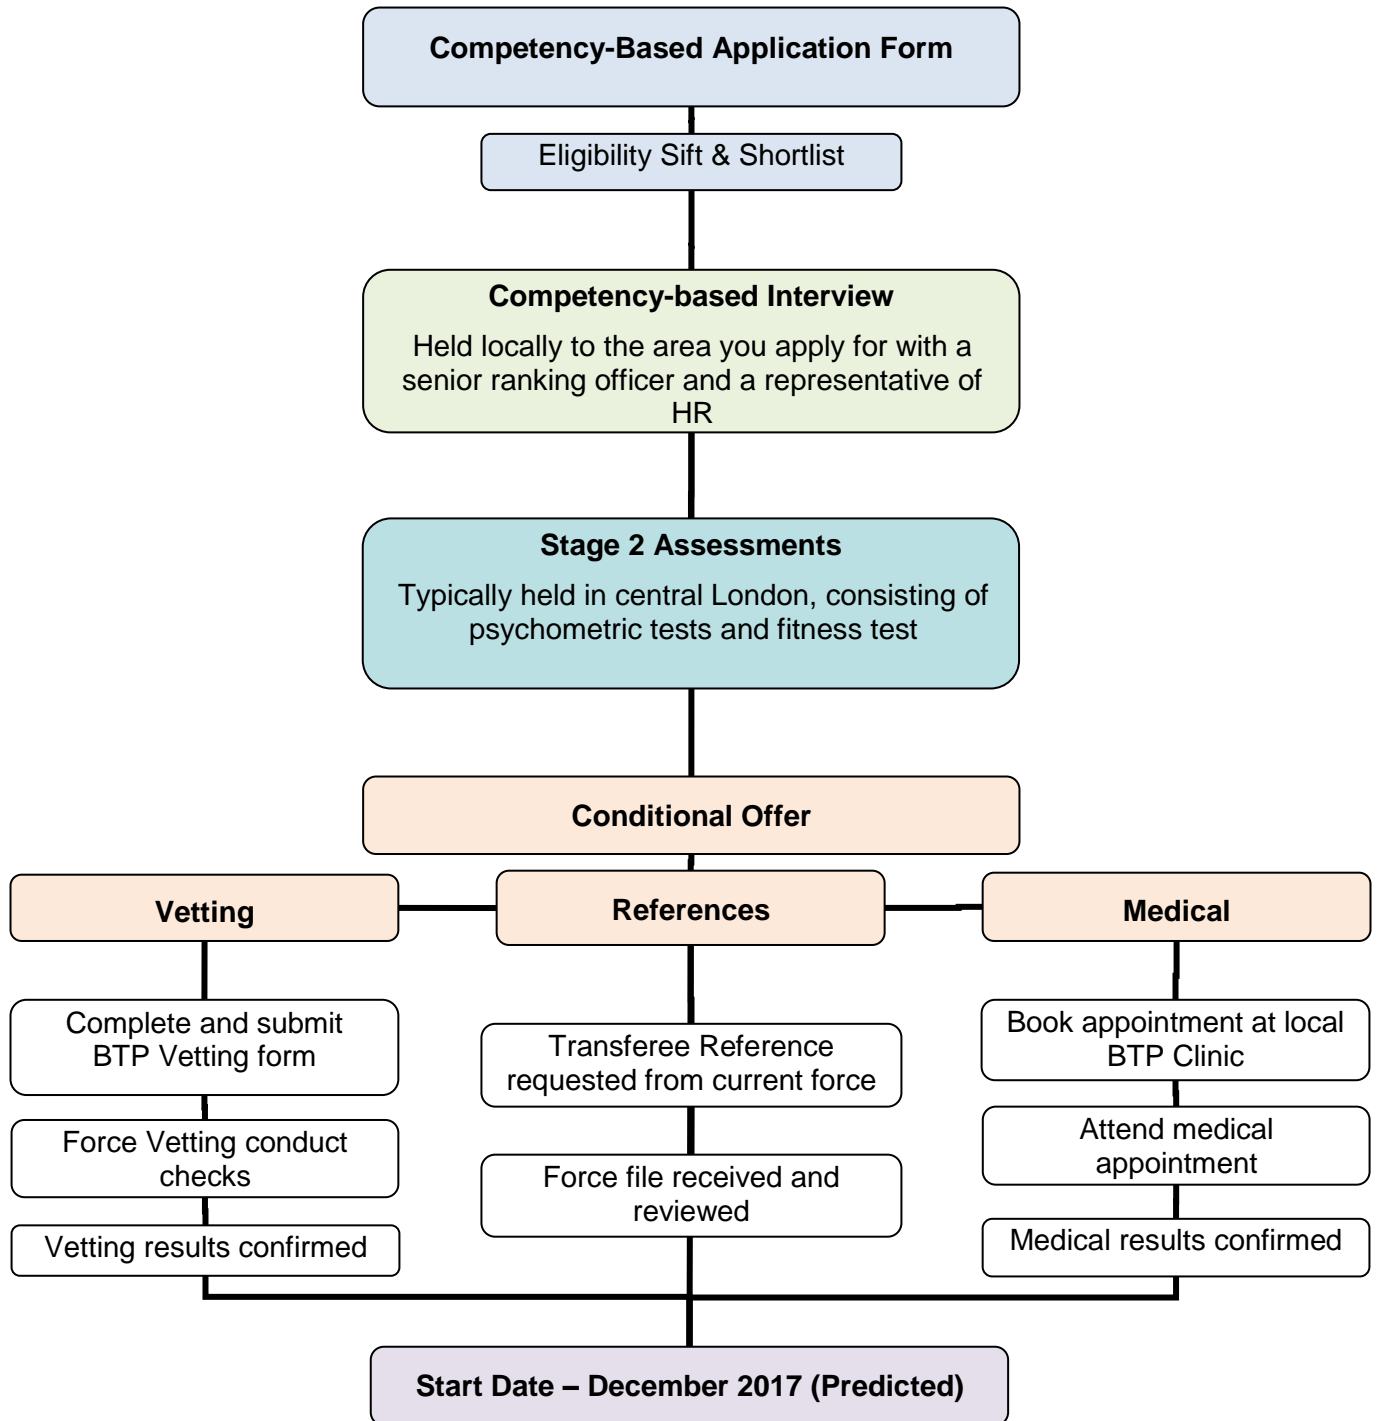 Competency-Based Application Form
Eligibility Sift & Shortlist
Competency-based Interview
Held locally to the area you apply for with a
senior ranking officer and a representative of
HR
Stage 2 Assessments
Typically held in central London, consisting of
psychometric tests and fitness test
Conditional Offer
Vetting
References
Medical
Complete and submit
BTP Vetting form
Force Vetting conduct
checks
Vetting results confirmed
Transferee Reference
requested from current force
Force file received and
reviewed
Book appointment at local
BTP Clinic
Attend medical
appointment
Medical results confirmed
Start Date – December 2017 (Predicted)